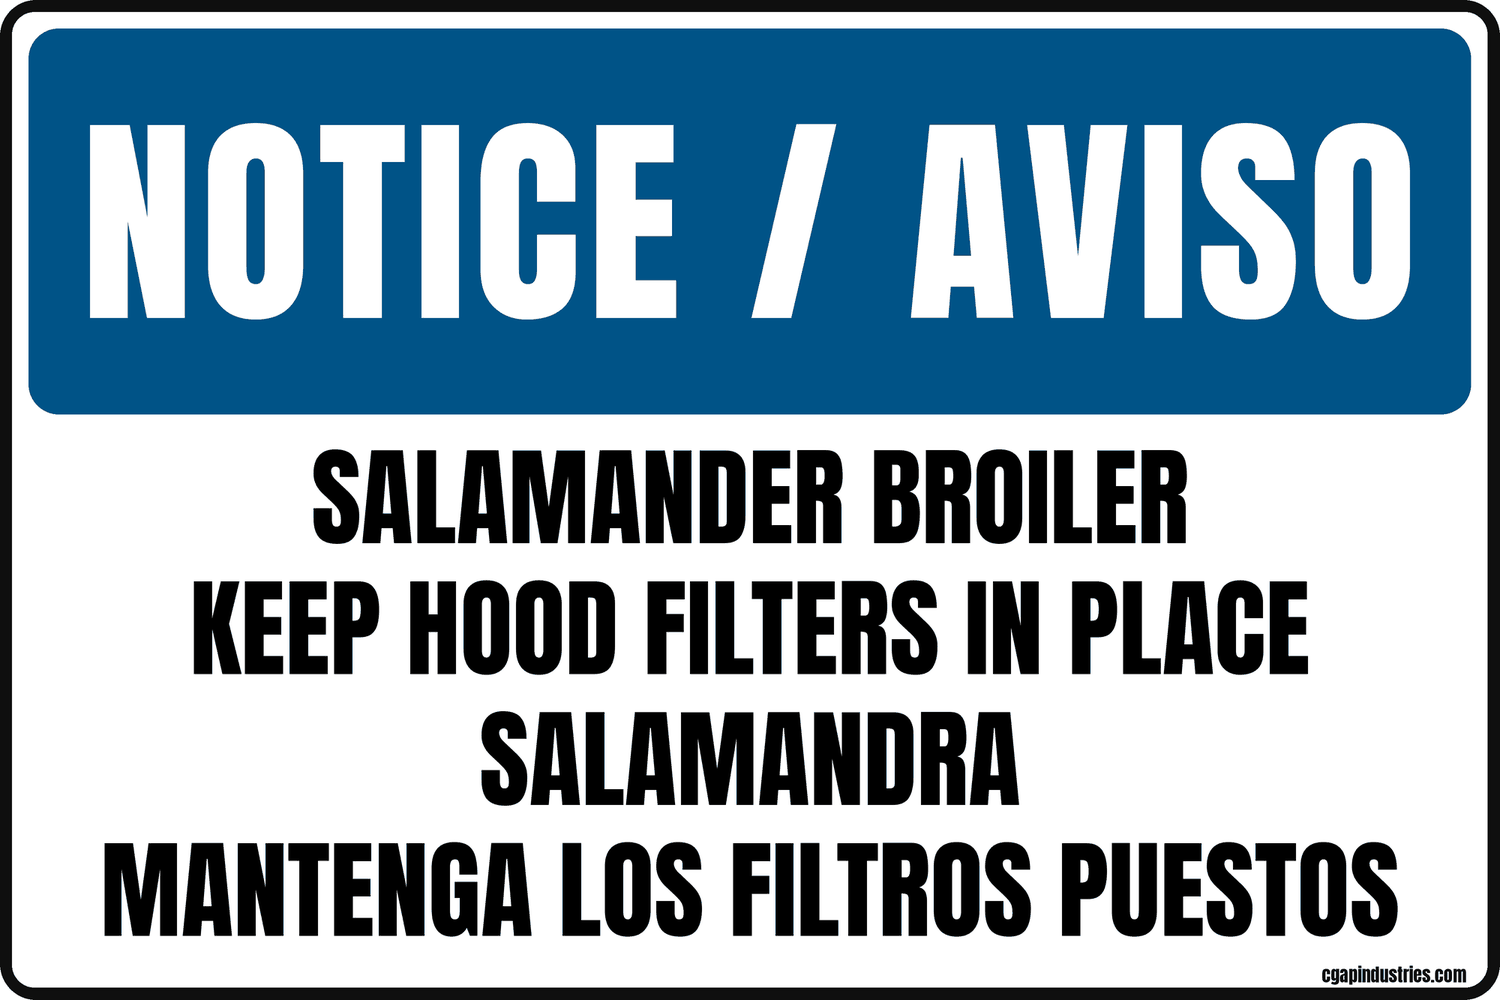 NOTICE / AVISO
SALAMANDER BROILER
KEEP HOOD FILTERS IN PLACE
SALAMANDRA
MANTENGA LOS FILTROS PUESTOS
cgapindustries.com